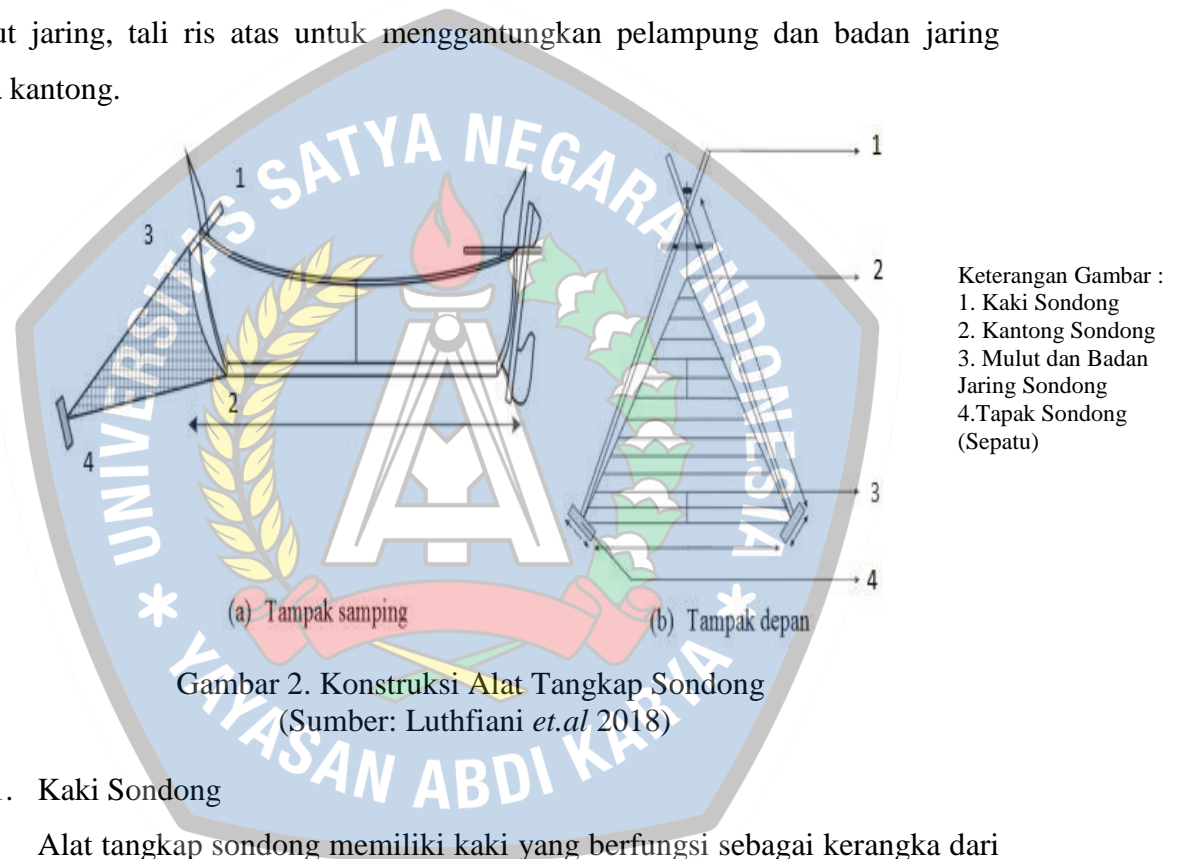 ut jaring, tali ris atas untuk menggantungkan pelampung dan badan jaring
kantong.
UNIVERSITAS SATYA NEGARA INDONESIA
1
3
2
4
1
2
3
4
Keterangan Gambar :
1. Kaki Sondong
2. Kantong Sondong
3. Mulut dan Badan
Jaring Sondong
4.Tapak Sondong
(Sepatu)
(a) Tampak samping
(b) Tampak depan
Gambar 2. Konstruksi Alat Tangkap Sondong
(Sumber: Luthfiani et.al 2018)
YAYASAN ABDI KARYA
. Kaki Sondong
Alat tangkap sondong memiliki kaki yang berfungsi sebagai kerangka dari